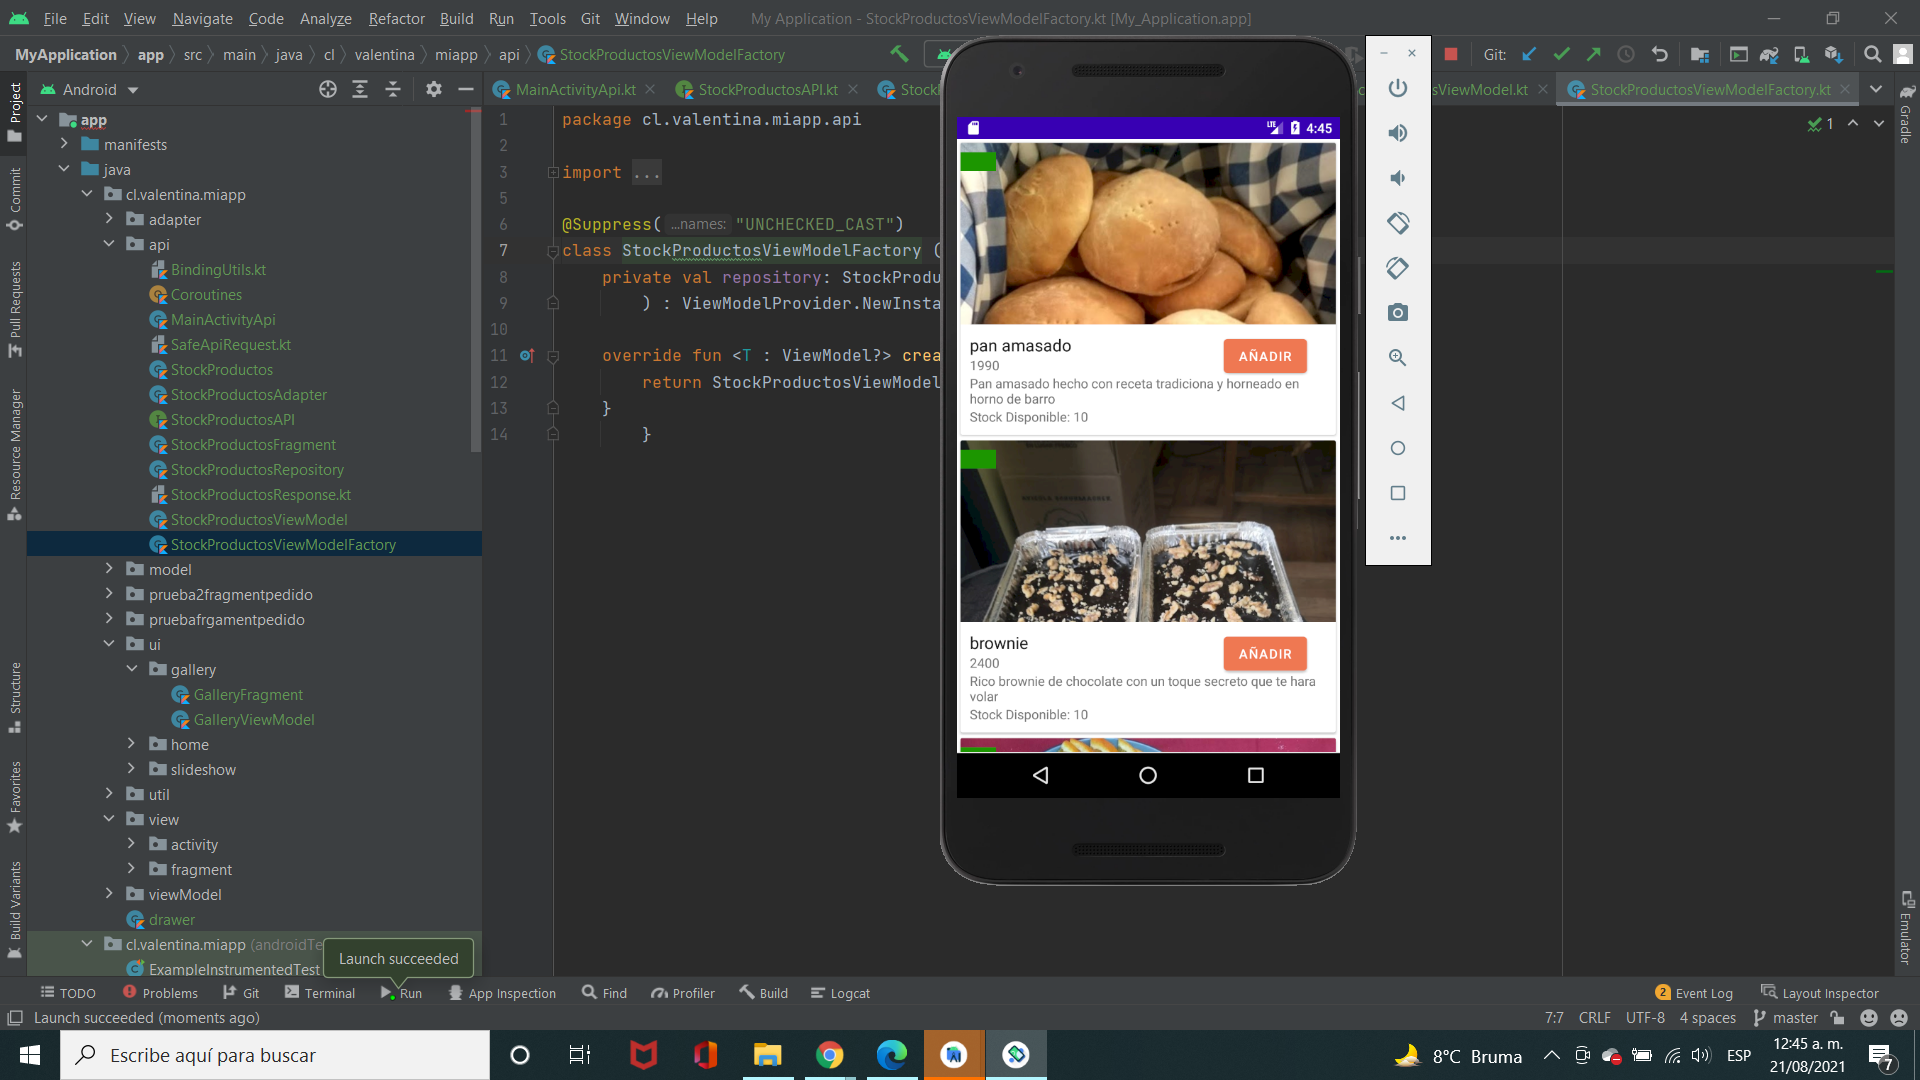 File Edit View Navigate Code Analyze Refactor Build Run Tools Git Window Help My Application - StockProductosViewModelFactory.kt [My_Application.app]
MyApplication app src main java cl valentina miapp api StockProductosViewModelFactory Git:
Android MainActivityApi.kt StockProductosAPI.kt Stock sViewModel.kt StockProductosViewModelFactory.kt
Project
Commit
Pull Requests
Resource Manager
Structure
Favorites
Build Variants
app
manifests
java
cl.valentina.miapp
adapter
api
BindingUtils.kt
Coroutines
MainActivityApi
SafeApiRequest.kt
StockProductos
StockProductosAdapter
StockProductosAPI
StockProductosFragment
StockProductosRepository
StockProductosResponse.kt
StockProductosViewModel
StockProductosViewModelFactory
model
prueba2fragmentpedido
pruebafrgamentpedido
ui
gallery
GalleryFragment
GalleryViewModel
home
slideshow
util
view
activity
fragment
viewModel
drawer
cl.valentina.miapp (androidTe
ExampleInstrumentedTest
Launch succeeded
1 package cl.valentina.miapp.api
2
3 import ...
5
6 @Suppress( ...names: "UNCHECKED_CAST")
7 class StockProductosViewModelFactory (
8 private val repository: StockProdu
9 ) : ViewModelProvider.NewInsta
10
11 override fun <T : ViewModel?> crea
12 return StockProductosViewModel
13 }
14 }
1
4:45
pan amasado
1990
AÑADIR
Pan amasado hecho con receta tradiciona y horneado en
horno de barro
Stock Disponible: 10
brownie
2400
AÑADIR
Rico brownie de chocolate con un toque secreto que te hara
volar
Stock Disponible: 10
Gradle
Emulator
TODO Problems Git Terminal Run App Inspection Find Profiler Build Logcat 2 Event Log Layout Inspector
Launch succeeded (moments ago) 7:7 CRLF UTF-8 4 spaces master
Escribe aquí para buscar 8°C Bruma ESP 12:45 a. m.
21/08/2021 7